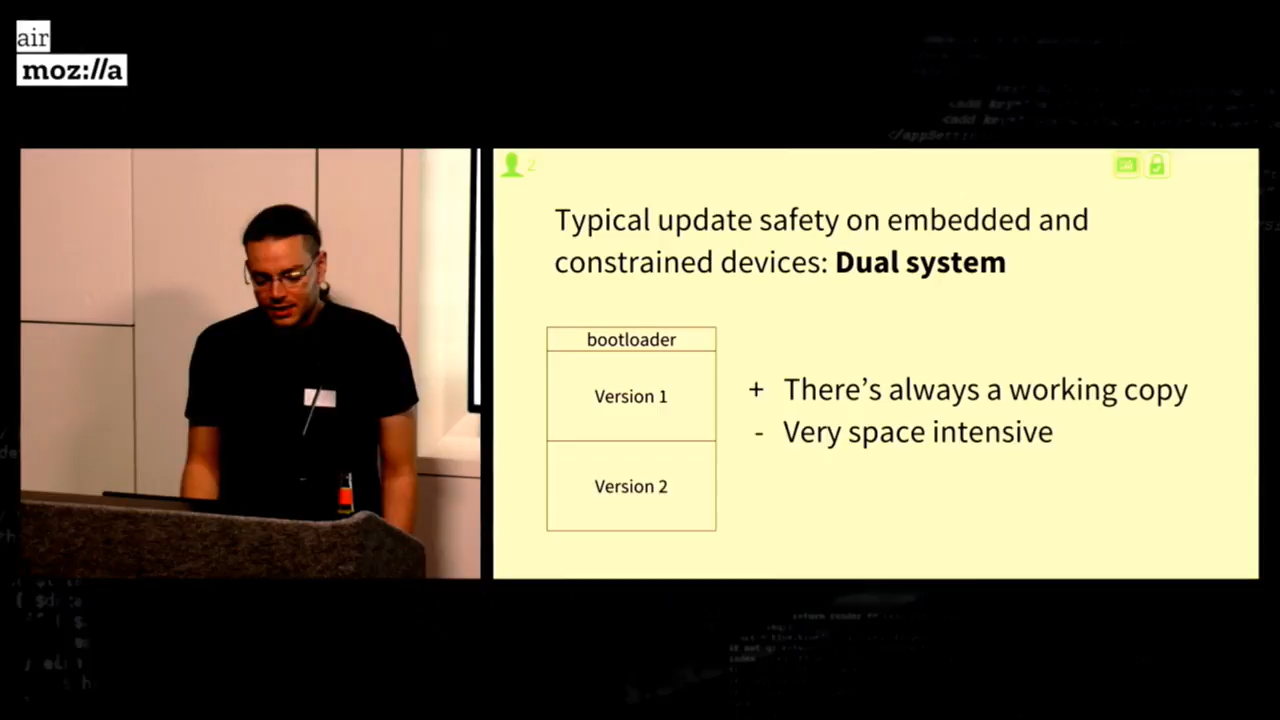 air
moz://a
2
Typical update safety on embedded and
constrained devices: Dual system
bootloader
Version 1
Version 2
+ There’s always a working copy
- Very space intensive